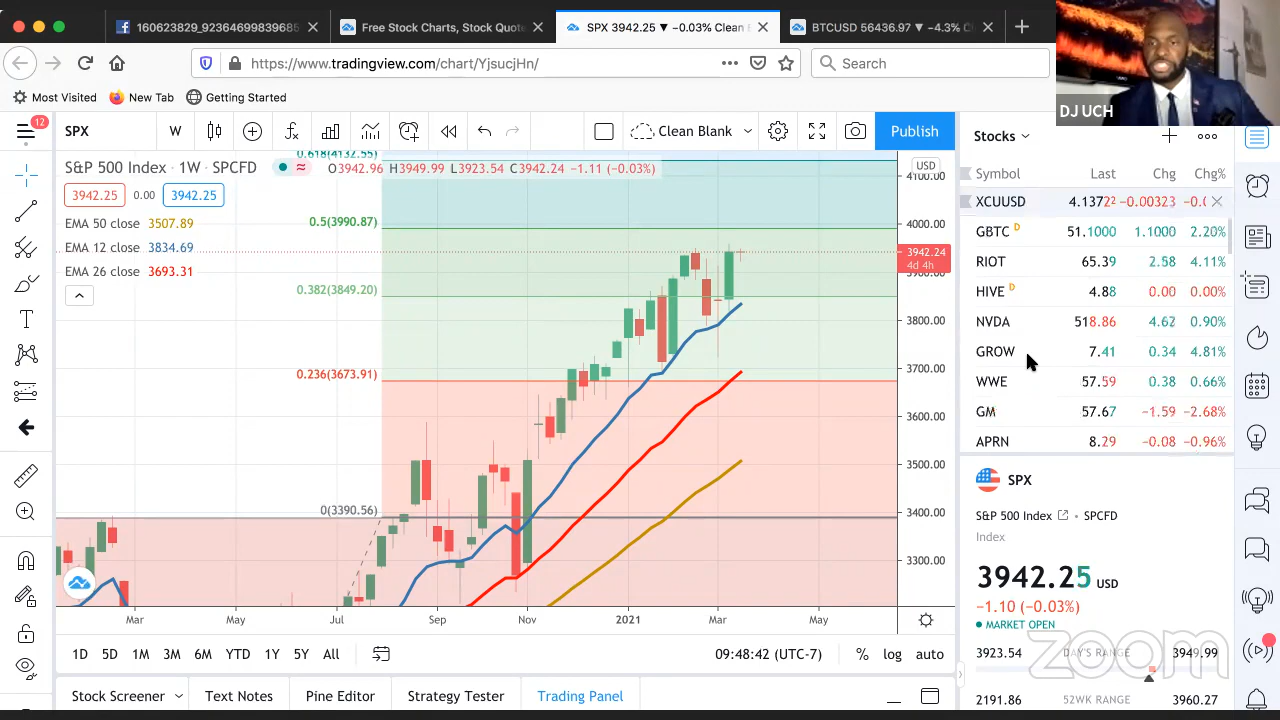 160623829_92364699839685
Free Stock Charts, Stock Quote
SPX 3942.25 ▼ −0.03% Clean
BTCUSD 56436.97 ▼ −4.3%
https://www.tradingview.com/chart/YjsucjHn/
Search
Most Visited
New Tab
Getting Started
DJ UCH
12
SPX
W
Clean Blank
Publish
Stocks
S&P 500 Index · 1W · SPCFD
O3942.96 H3949.99 L3923.54 C3942.24 −1.11 (−0.03%)
3942.25 0.00 3942.25
EMA 50 close 3507.89
EMA 12 close 3834.69
EMA 26 close 3693.31
0.618(4132.55)
0.5(3990.87)
0.382(3849.20)
0.236(3673.91)
0(3390.56)
USD
4100.00
4000.00
3942.24
4d 4h
3900.00
3800.00
3700.00
3600.00
3500.00
3400.00
3300.00
Mar May Jul Sep Nov 2021 Mar May
1D 5D 1M 3M 6M YTD 1Y 5Y All
09:48:42 (UTC-7) % log auto
Stock Screener Text Notes Pine Editor Strategy Tester Trading Panel
Symbol Last Chg Chg%
XCUUSD 4.13722 −0.00323 −0.0
GBTC D 51.1000 1.1000 2.20%
RIOT 65.39 2.58 4.11%
HIVE D 4.88 0.00 0.00%
NVDA 518.86 4.62 0.90%
GROW 7.41 0.34 4.81%
WWE 57.59 0.38 0.66%
GM 57.67 −1.59 −2.68%
APRN 8.29 −0.08 −0.96%
SPX
S&P 500 Index · SPCFD
Index
3942.25 USD
−1.10 (−0.03%)
MARKET OPEN
3923.54 DAY'S RANGE 3949.99
zoom
2191.86 52WK RANGE 3960.27